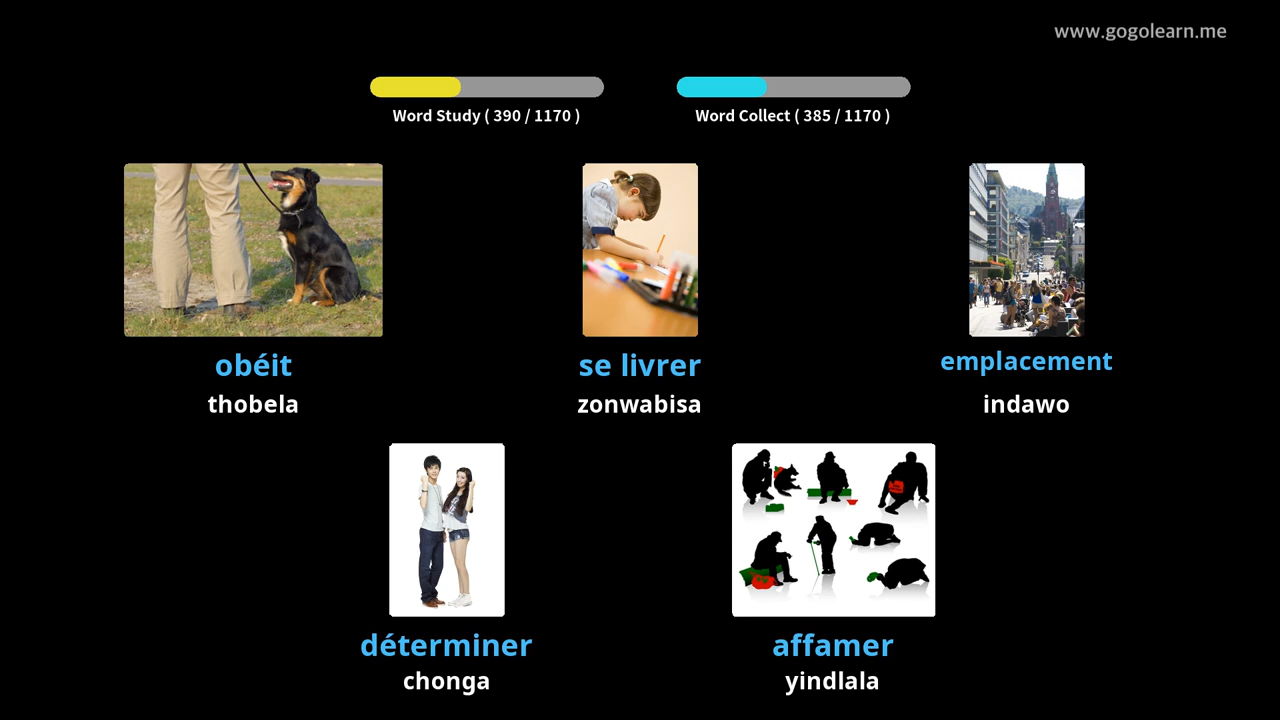 www.gogolearn.me
Word Study ( 390 / 1170 )
Word Collect ( 385 / 1170 )
obéit
thobela
se livrer
zonwabisa
emplacement
indawo
déterminer
chonga
affamer
yindlala